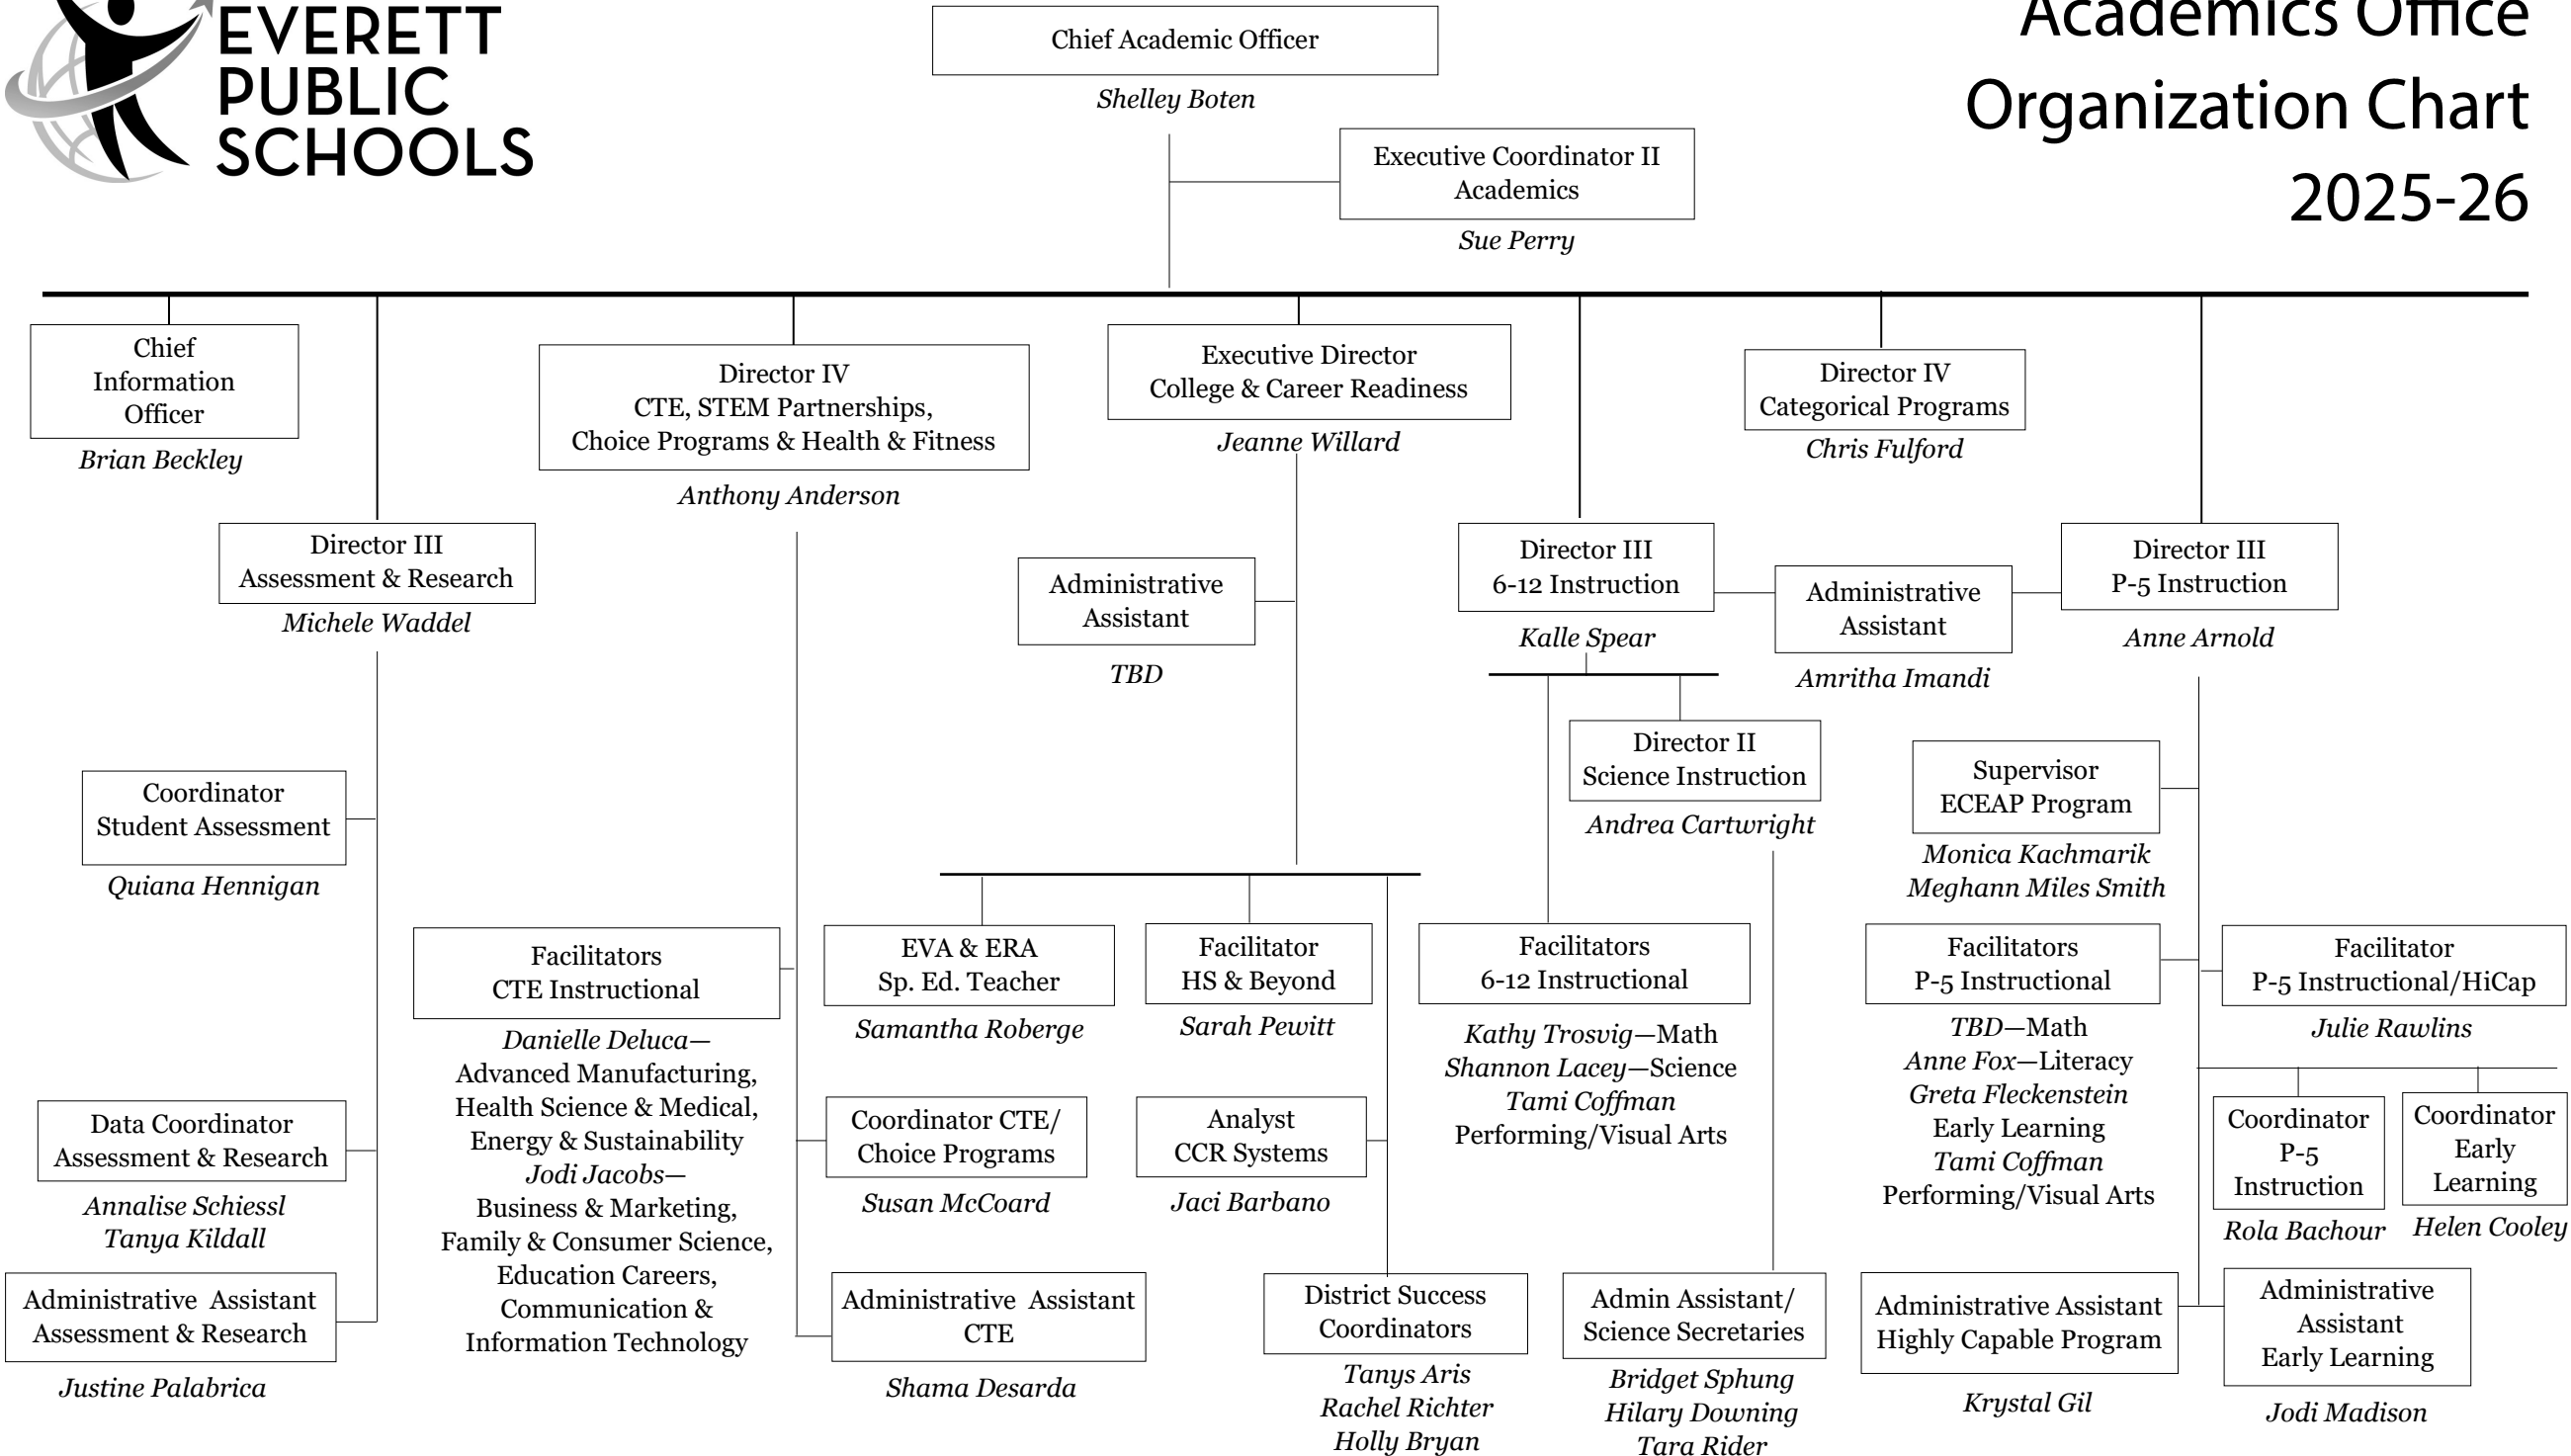 EVERETT
PUBLIC
SCHOOLS
Academics Office
Organization Chart
2025-26
Chief Academic Officer
Shelley Boten
Executive Coordinator II
Academics
Sue Perry
Chief
Information
Officer
Brian Beckley
Director IV
CTE, STEM Partnerships,
Choice Programs & Health & Fitness
Anthony Anderson
Executive Director
College & Career Readiness
Jeanne Willard
Director IV
Categorical Programs
Chris Fulford
Director III
Assessment & Research
Michele Waddel
Administrative
Assistant
TBD
Director III
6-12 Instruction
Kalle Spear
Administrative
Assistant
Amritha Imandi
Director III
P-5 Instruction
Anne Arnold
Director II
Science Instruction
Andrea Cartwright
Supervisor
ECEAP Program
Monica Kachmarik
Meghann Miles Smith
Coordinator
Student Assessment
Quiana Hennigan
Facilitators
CTE Instructional
Danielle Deluca—
Advanced Manufacturing,
Health Science & Medical,
Energy & Sustainability
Jodi Jacobs—
Business & Marketing,
Family & Consumer Science,
Education Careers,
Communication &
Information Technology
EVA & ERA
Sp. Ed. Teacher
Samantha Roberge
Facilitator
HS & Beyond
Sarah Pewitt
Facilitators
6-12 Instructional
Kathy Trosvig—Math
Shannon Lacey—Science
Tami Coffman
Performing/Visual Arts
Facilitators
P-5 Instructional
TBD—Math
Anne Fox—Literacy
Greta Fleckenstein
Early Learning
Tami Coffman
Performing/Visual Arts
Facilitator
P-5 Instructional/HiCap
Julie Rawlins
Data Coordinator
Assessment & Research
Annalise Schiessl
Tanya Kildall
Coordinator CTE/
Choice Programs
Susan McCoard
Analyst
CCR Systems
Jaci Barbano
Coordinator
P-5
Instruction
Rola Bachour
Coordinator
Early
Learning
Helen Cooley
Administrative Assistant
Assessment & Research
Justine Palabrica
Administrative Assistant
CTE
Shama Desarda
District Success
Coordinators
Tanys Aris
Rachel Richter
Holly Bryan
Admin Assistant/
Science Secretaries
Bridget Sphung
Hilary Downing
Tara Rider
Administrative Assistant
Highly Capable Program
Krystal Gil
Administrative
Assistant
Early Learning
Jodi Madison